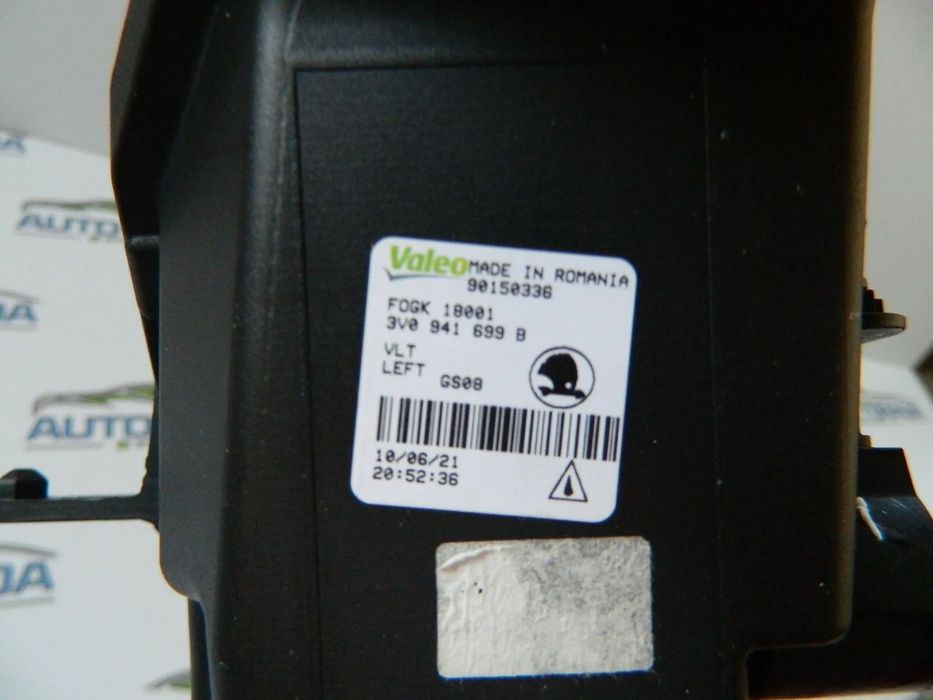 Valeo MADE IN ROMANIA
90150336
FOGK 18001
3V0 941 699 B
VLT
LEFT
GS08
10/06/21
20:52:36